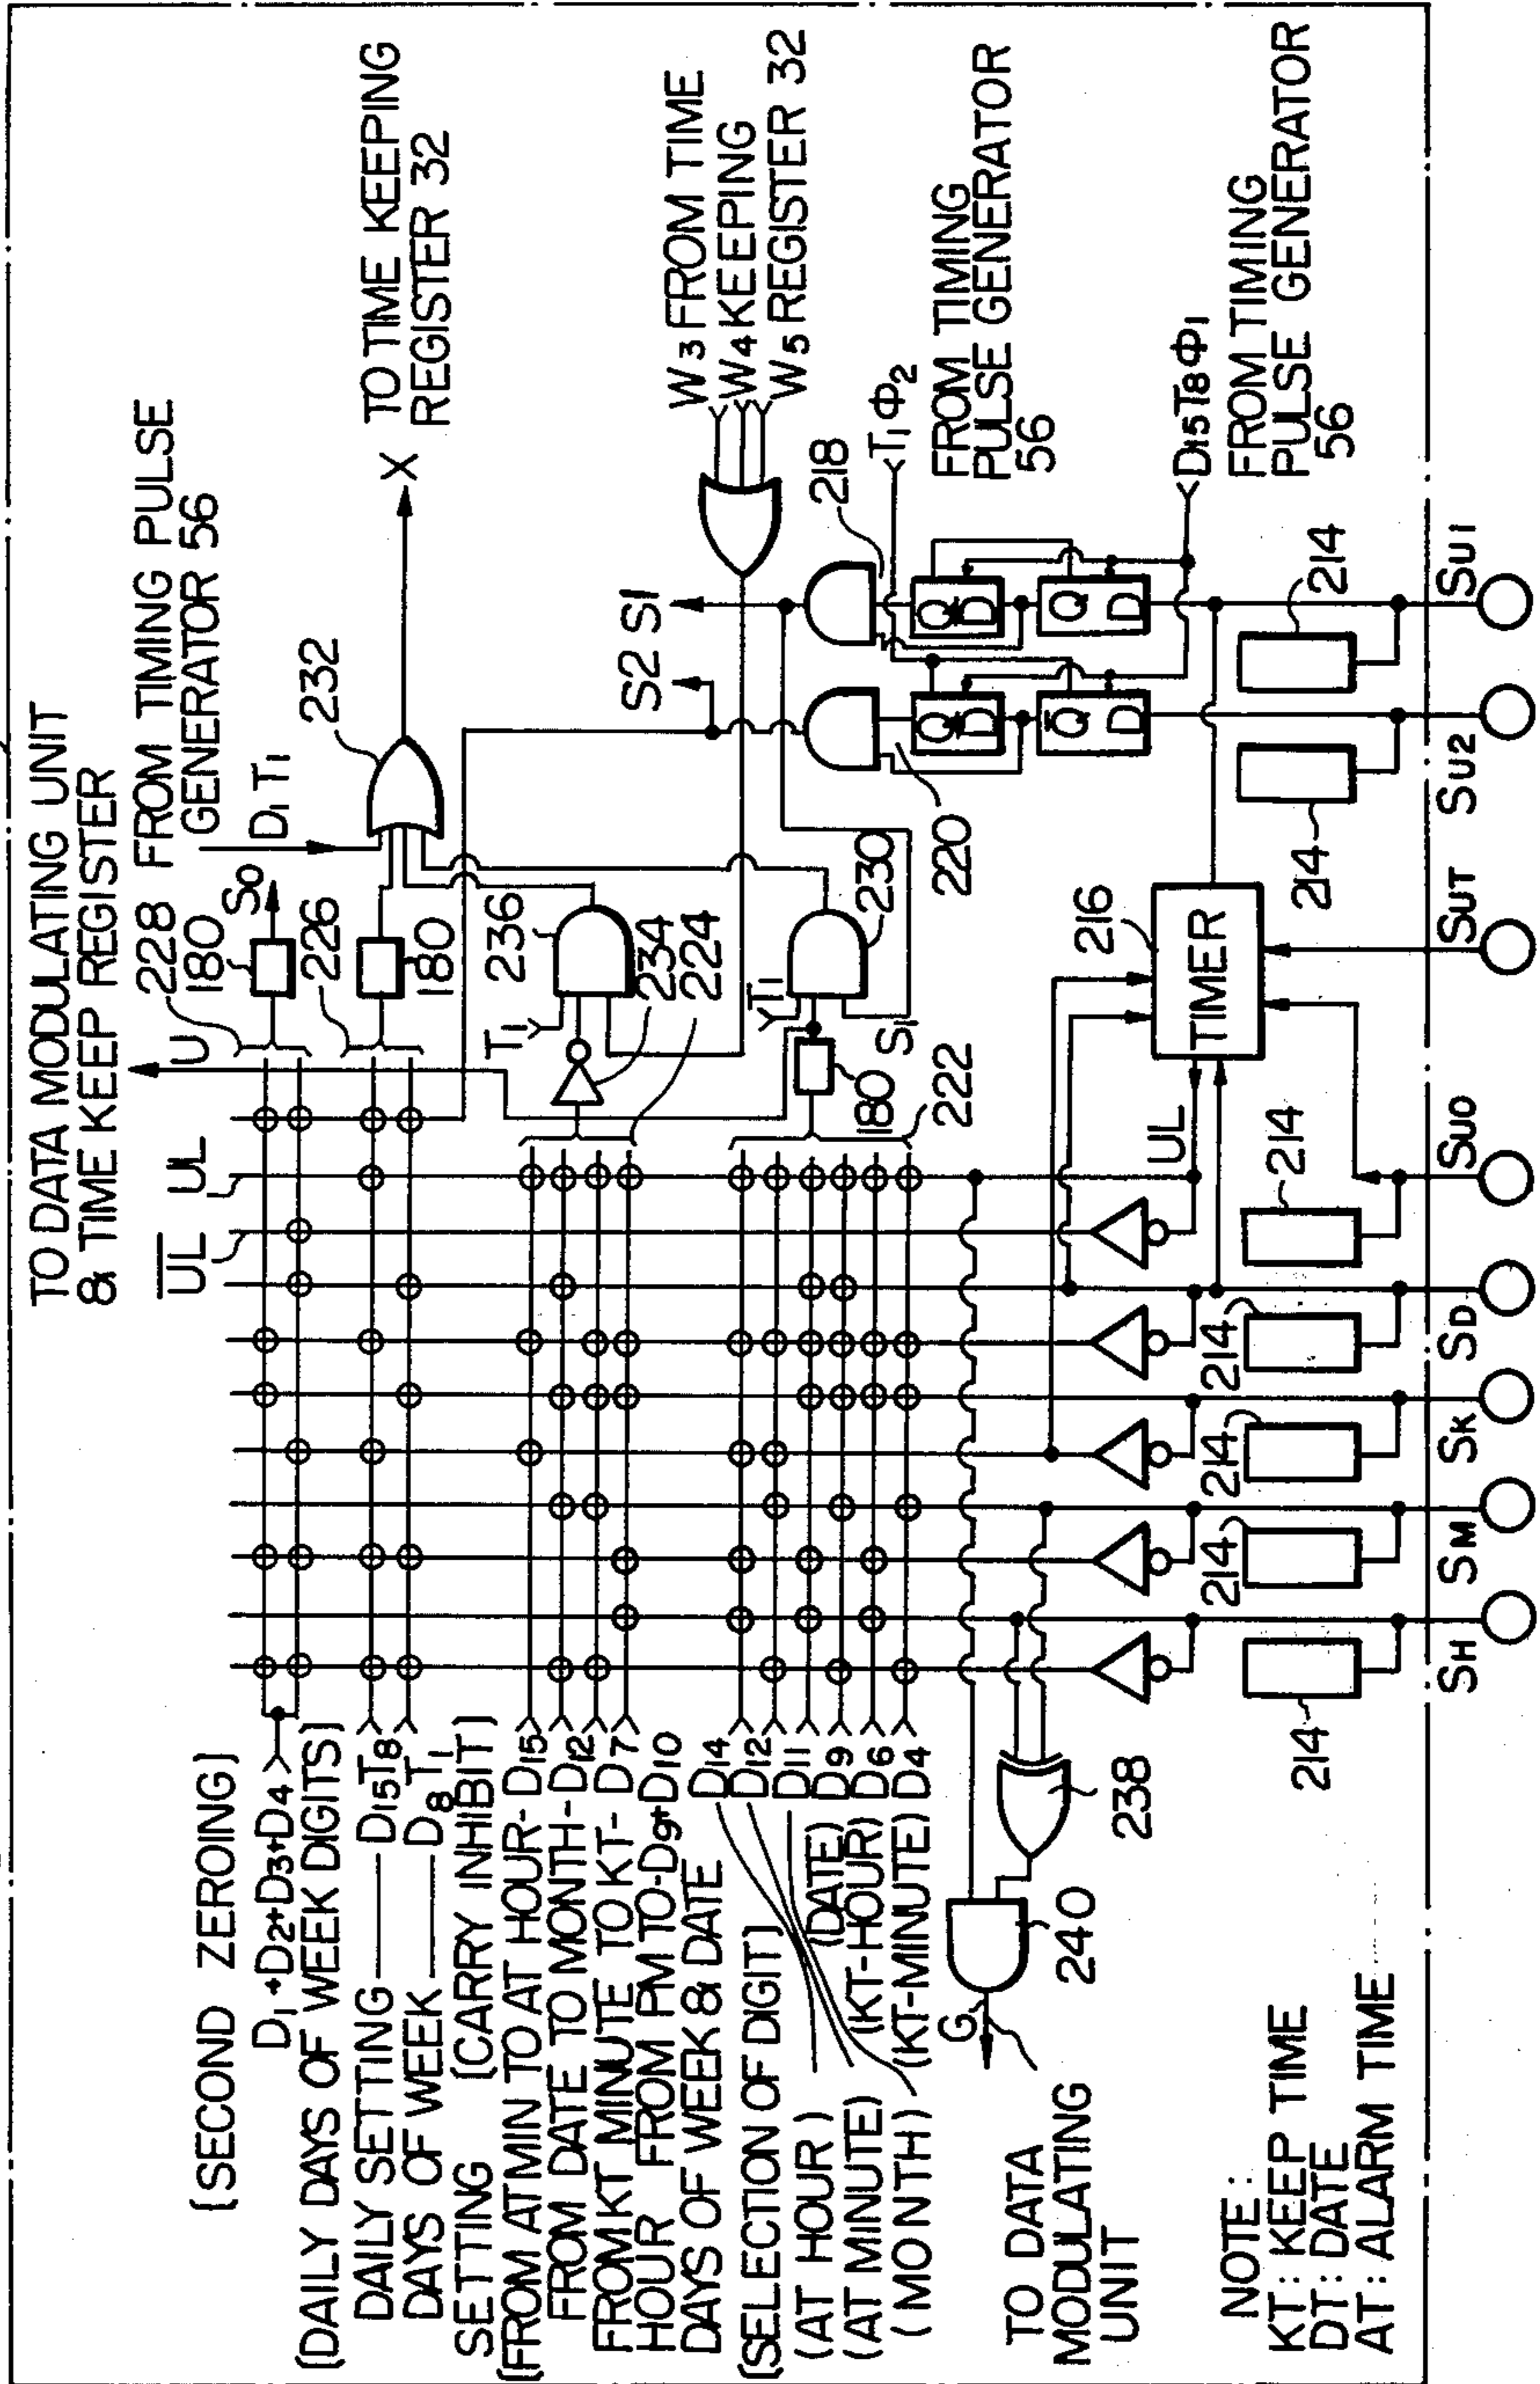 TO DATA MODULATING UNIT
& TIME KEEP REGISTER
228 FROM TIMING PULSE
GENERATOR 56
180
S0
D1 T1
232
U
226
180
X TO TIME KEEPING
REGISTER 32
UL
UL
T1
236
234
224
T1
230
S1
180
222
S2 S1
W3 FROM TIME
W4 KEEPING
W5 REGISTER 32
218
T1 Φ2
FROM TIMING
PULSE GENERATOR
56
220
D15T8Φ1
FROM TIMING
PULSE GENERATOR
56
216
TIMER
UL
Q
D
Q
D
Q
D
Q
D
214
214
214
214
214
214
214
SH
SM
SK
SD
SU0
SUT
SU2
SU1
(SECOND ZEROING)
D1+D2+D3+D4
(DAILY DAYS OF WEEK DIGITS)
DAILY SETTING — D15T8
DAYS OF WEEK — D8T1
SETTING (CARRY INHIBIT)
(FROM AT MIN TO AT HOUR- D15
FROM DATE TO MONTH- D12
FROM KT MINUTE TO KT- D7
HOUR FROM PM TO- D9+D10
DAYS OF WEEK & DATE
(SELECTION OF DIGIT)
D14
D12
D11
(DATE) D9
(KT-HOUR) D6
(KT-MINUTE) D4
(AT HOUR)
(AT MINUTE)
(MONTH)
G
240
238
TO DATA
MODULATING
UNIT
NOTE:
KT: KEEP TIME
DT: DATE
AT: ALARM TIME